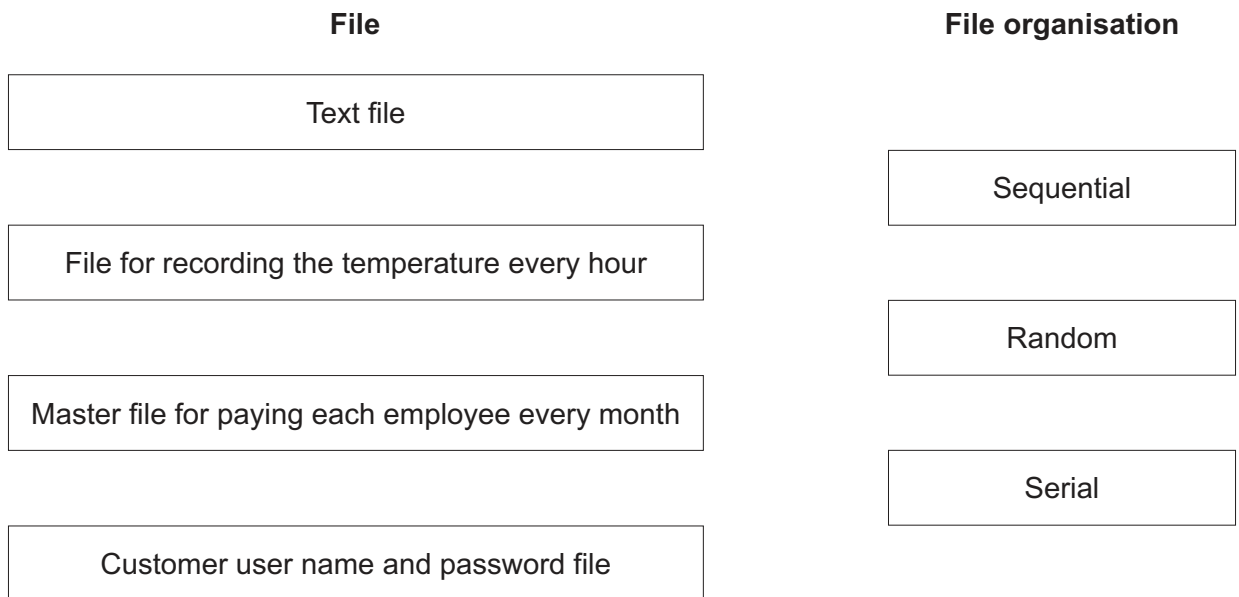 File
File organisation
Text file
Sequential
File for recording the temperature every hour
Random
Master file for paying each employee every month
Serial
Customer user name and password file